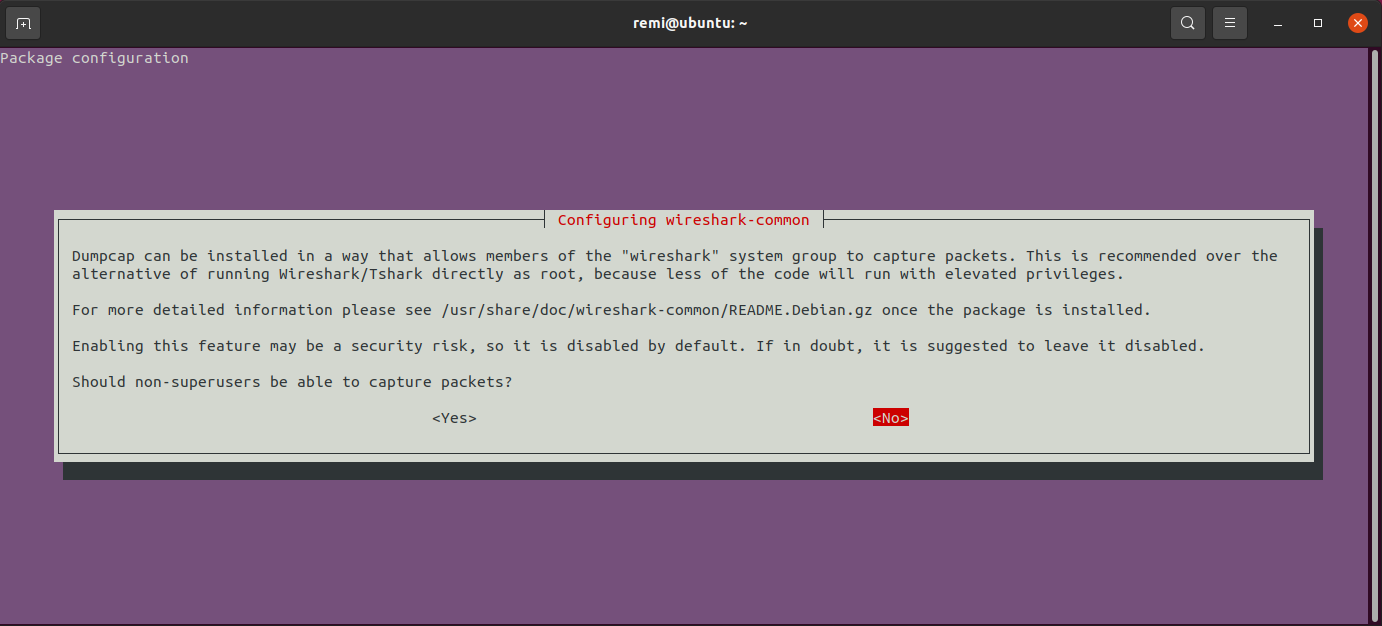 remi@ubuntu: ~
Package configuration
Configuring wireshark-common
Dumpcap can be installed in a way that allows members of the "wireshark" system group to capture packets. This is recommended over the
alternative of running Wireshark/Tshark directly as root, because less of the code will run with elevated privileges.
For more detailed information please see /usr/share/doc/wireshark-common/README.Debian.gz once the package is installed.
Enabling this feature may be a security risk, so it is disabled by default. If in doubt, it is suggested to leave it disabled.
Should non-superusers be able to capture packets?
<Yes> <No>